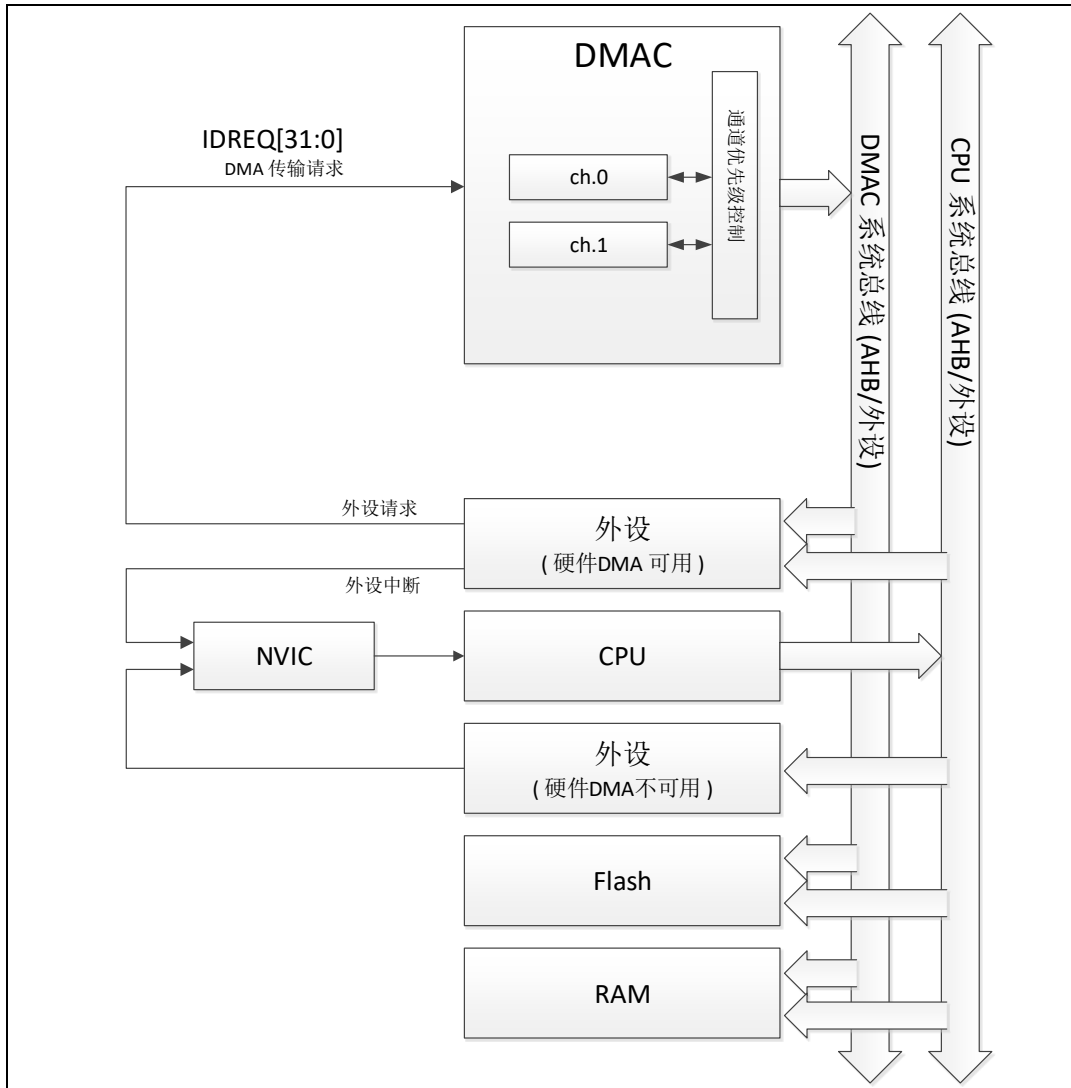 DMAC
IDREQ[31:0]
DMA 传输请求
ch.0
ch.1
通道优先级控制
DMAC 系统总线 (AHB/外设)
CPU 系统总线 (AHB/外设)
外设请求
外设
( 硬件DMA 可用 )
外设中断
NVIC
CPU
外设
( 硬件DMA不可用 )
Flash
RAM